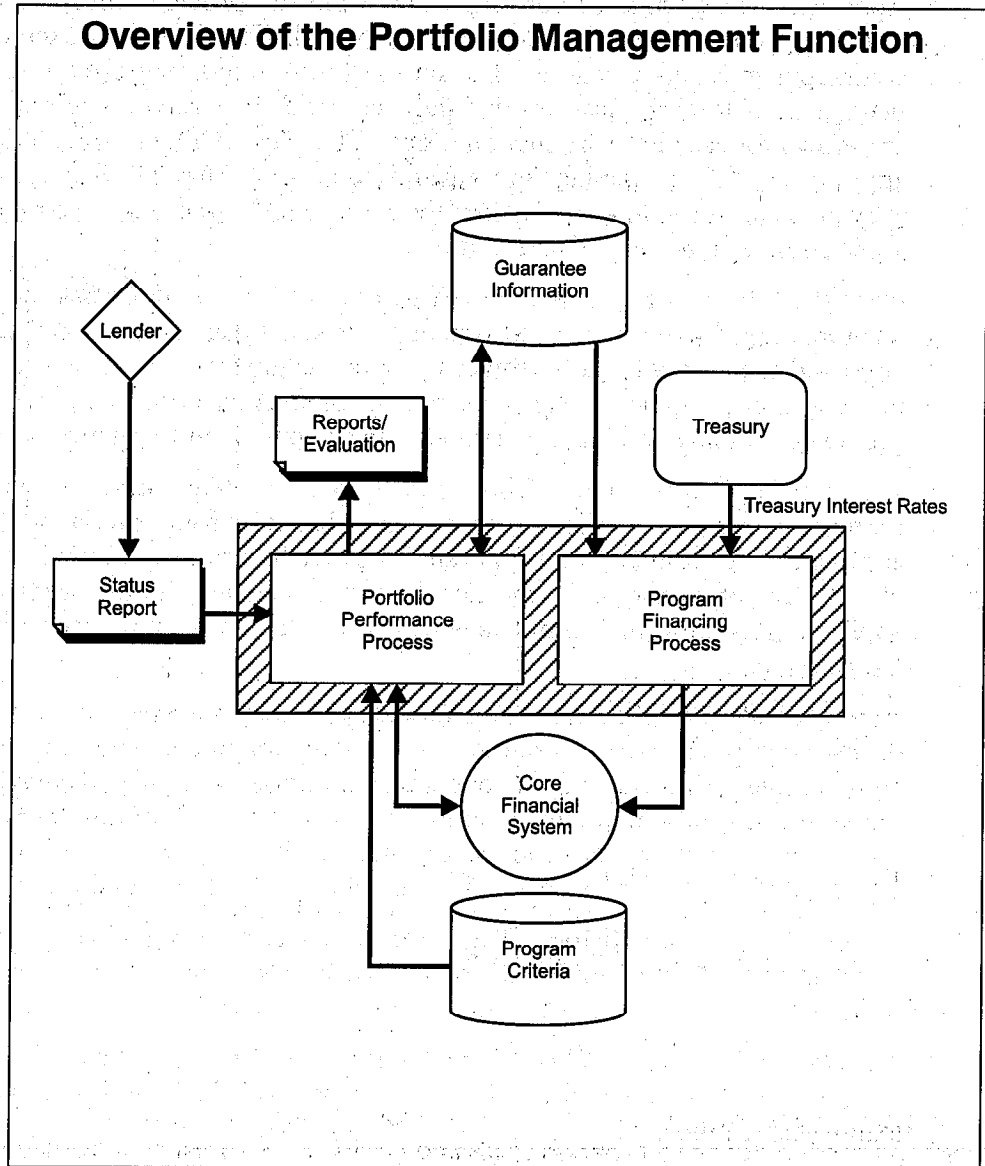 Overview of the Portfolio Management Function
Guarantee
Information
Lender
Reports/
Evaluation
Treasury
Treasury Interest Rates
Status
Report
Portfolio
Performance
Process
Program
Financing
Process
Core
Financial
System
Program
Criteria